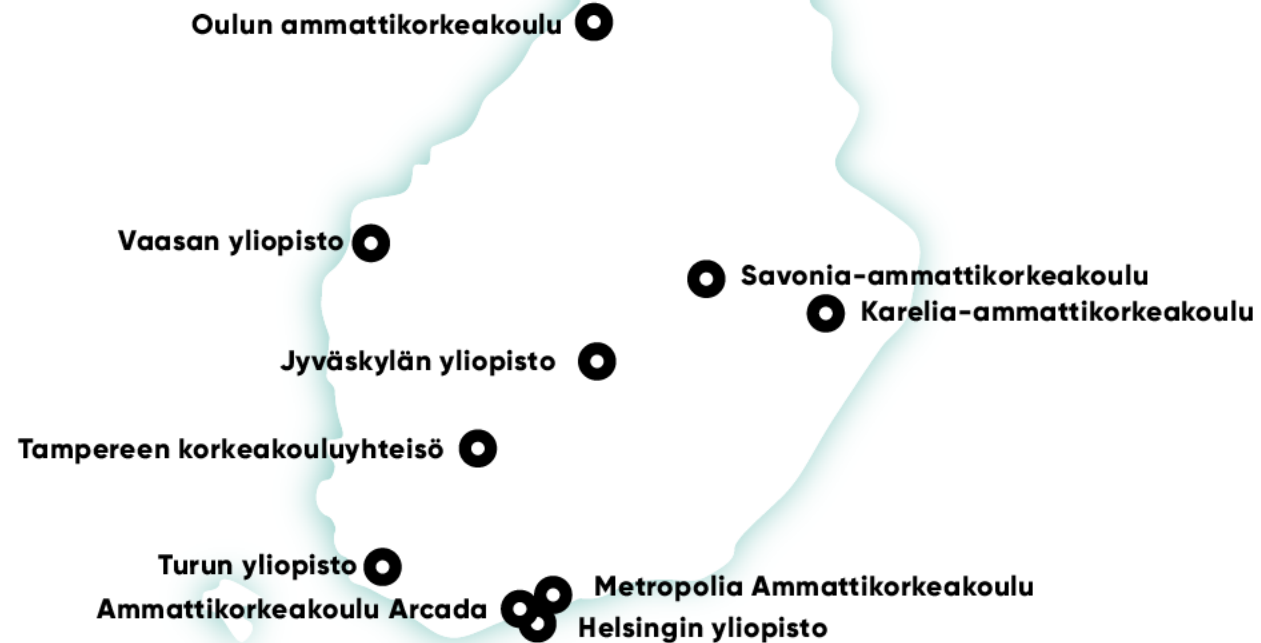 Oulun ammattikorkeakoulu
Vaasan yliopisto
Savonia-ammattikorkeakoulu
Karelia-ammattikorkeakoulu
Jyväskylän yliopisto
Tampereen korkeakouluyhteisö
Turun yliopisto
Metropolia Ammattikorkeakoulu
Ammattikorkeakoulu Arcada
Helsingin yliopisto